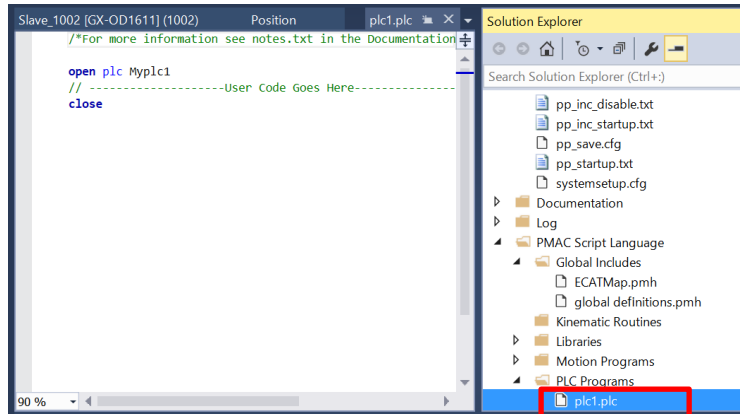 Slave_1002 [GX-OD1611] (1002) Position plc1.plc
/*For more information see notes.txt in the Documentation
open plc Myplc1
// -------------------User Code Goes Here---------------
close
90 %
Solution Explorer
Search Solution Explorer (Ctrl+:)
pp_inc_disable.txt
pp_inc_startup.txt
pp_save.cfg
pp_startup.txt
systemsetup.cfg
Documentation
Log
PMAC Script Language
Global Includes
ECATMap.pmh
global defInitions.pmh
Kinematic Routines
Libraries
Motion Programs
PLC Programs
plc1.plc